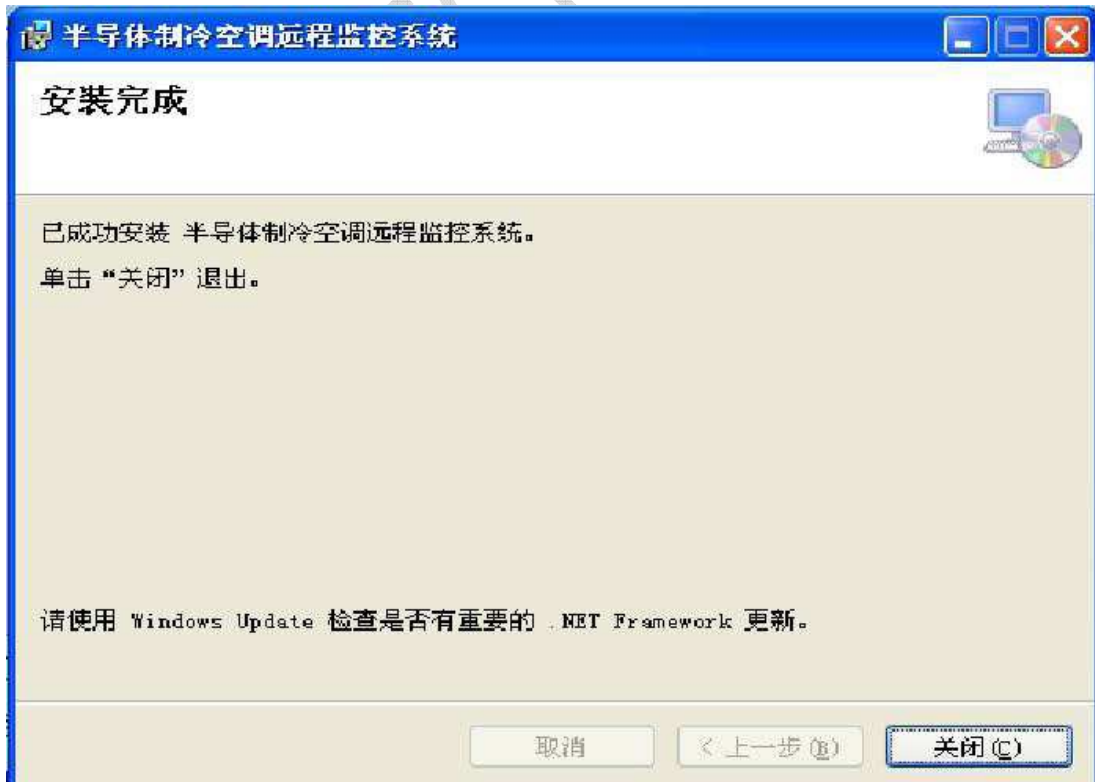 半导体制冷空调远程监控系统
安装完成
已成功安装 半导体制冷空调远程监控系统。
单击“关闭”退出。
请使用 Windows Update 检查是否有重要的 .NET Framework 更新。
取消
< 上一步(B)
关闭(C)